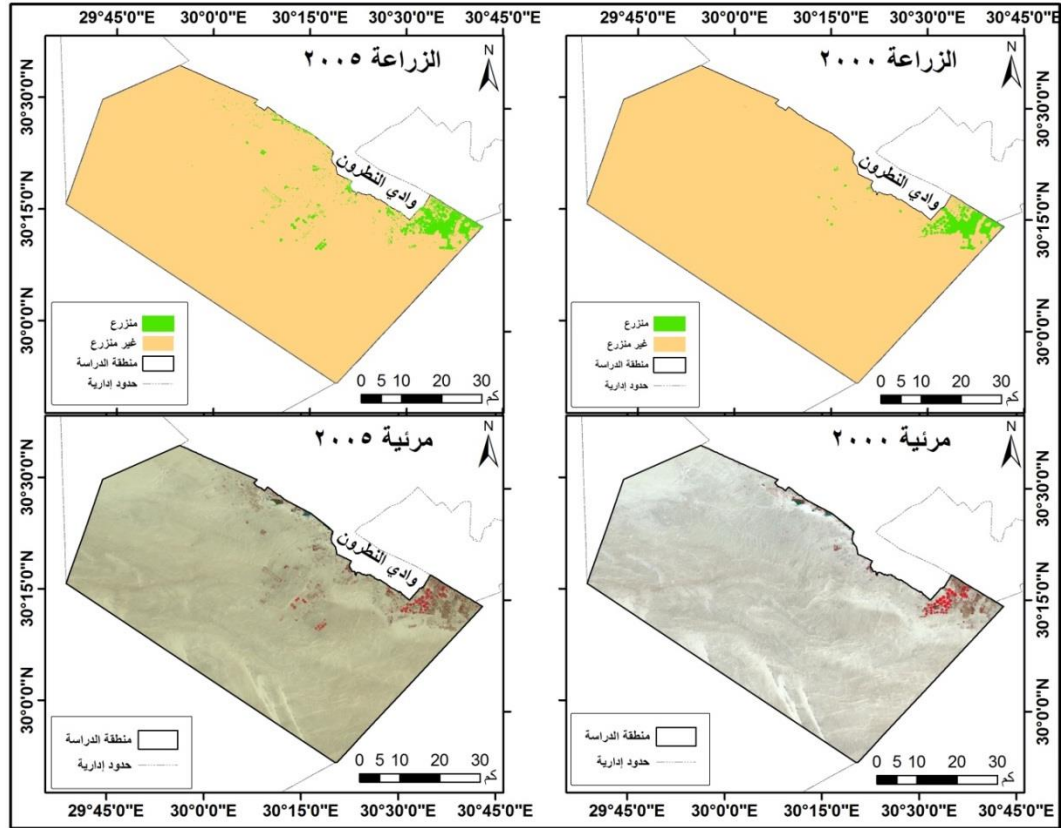 29°45'0"E 30°0'0"E 30°15'0"E 30°30'0"E 30°45'0"E
29°45'0"E 30°0'0"E 30°15'0"E 30°30'0"E 30°45'0"E
الزراعة ٢٠٠٥
N
30°30'0"N
30°15'0"N
30°0'0"N
وادي النطرون
منزرع
غير منزرع
منطقة الدراسة
حدود إدارية
0 5 10 20 30
كم
الزراعة ٢٠٠٠
N
30°30'0"N
30°15'0"N
30°0'0"N
وادي النطرون
منزرع
غير منزرع
منطقة الدراسة
حدود إدارية
0 5 10 20 30
كم
مرئية ٢٠٠٥
N
30°30'0"N
30°15'0"N
30°0'0"N
وادي النطرون
منطقة الدراسة
حدود إدارية
0 5 10 20 30
كم
مرئية ٢٠٠٠
N
30°30'0"N
30°15'0"N
30°0'0"N
منطقة الدراسة
حدود إدارية
0 5 10 20 30
كم
29°45'0"E 30°0'0"E 30°15'0"E 30°30'0"E 30°45'0"E
29°45'0"E 30°0'0"E 30°15'0"E 30°30'0"E 30°45'0"E